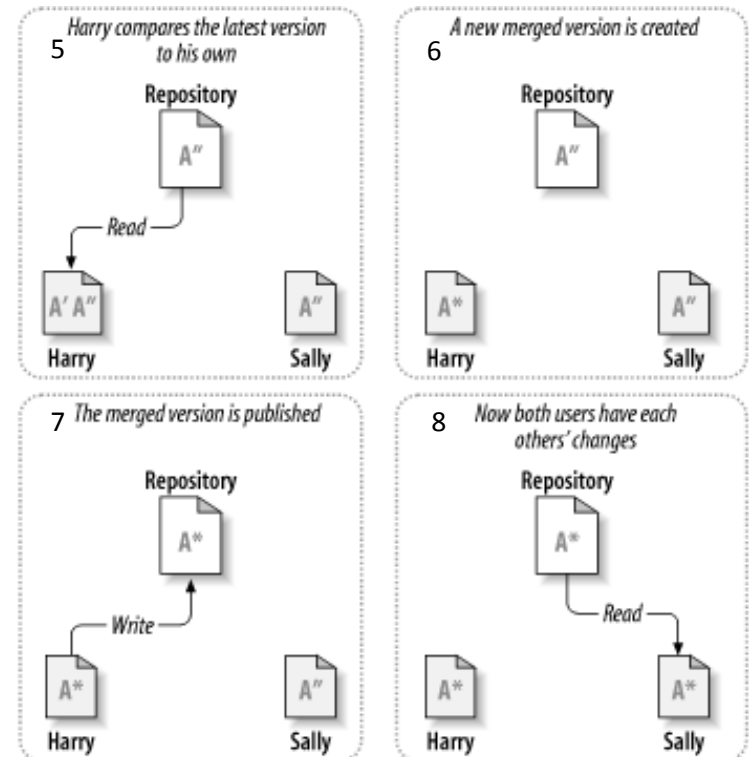 5 Harry compares the latest version
to his own
Repository
A″
Read
A′ A″
A″
Harry
Sally
6 A new merged version is created
Repository
A″
A*
A″
Harry
Sally
7 The merged version is published
Repository
A*
Write
A*
A″
Harry
Sally
8 Now both users have each
others’ changes
Repository
A*
Read
A*
A*
Harry
Sally